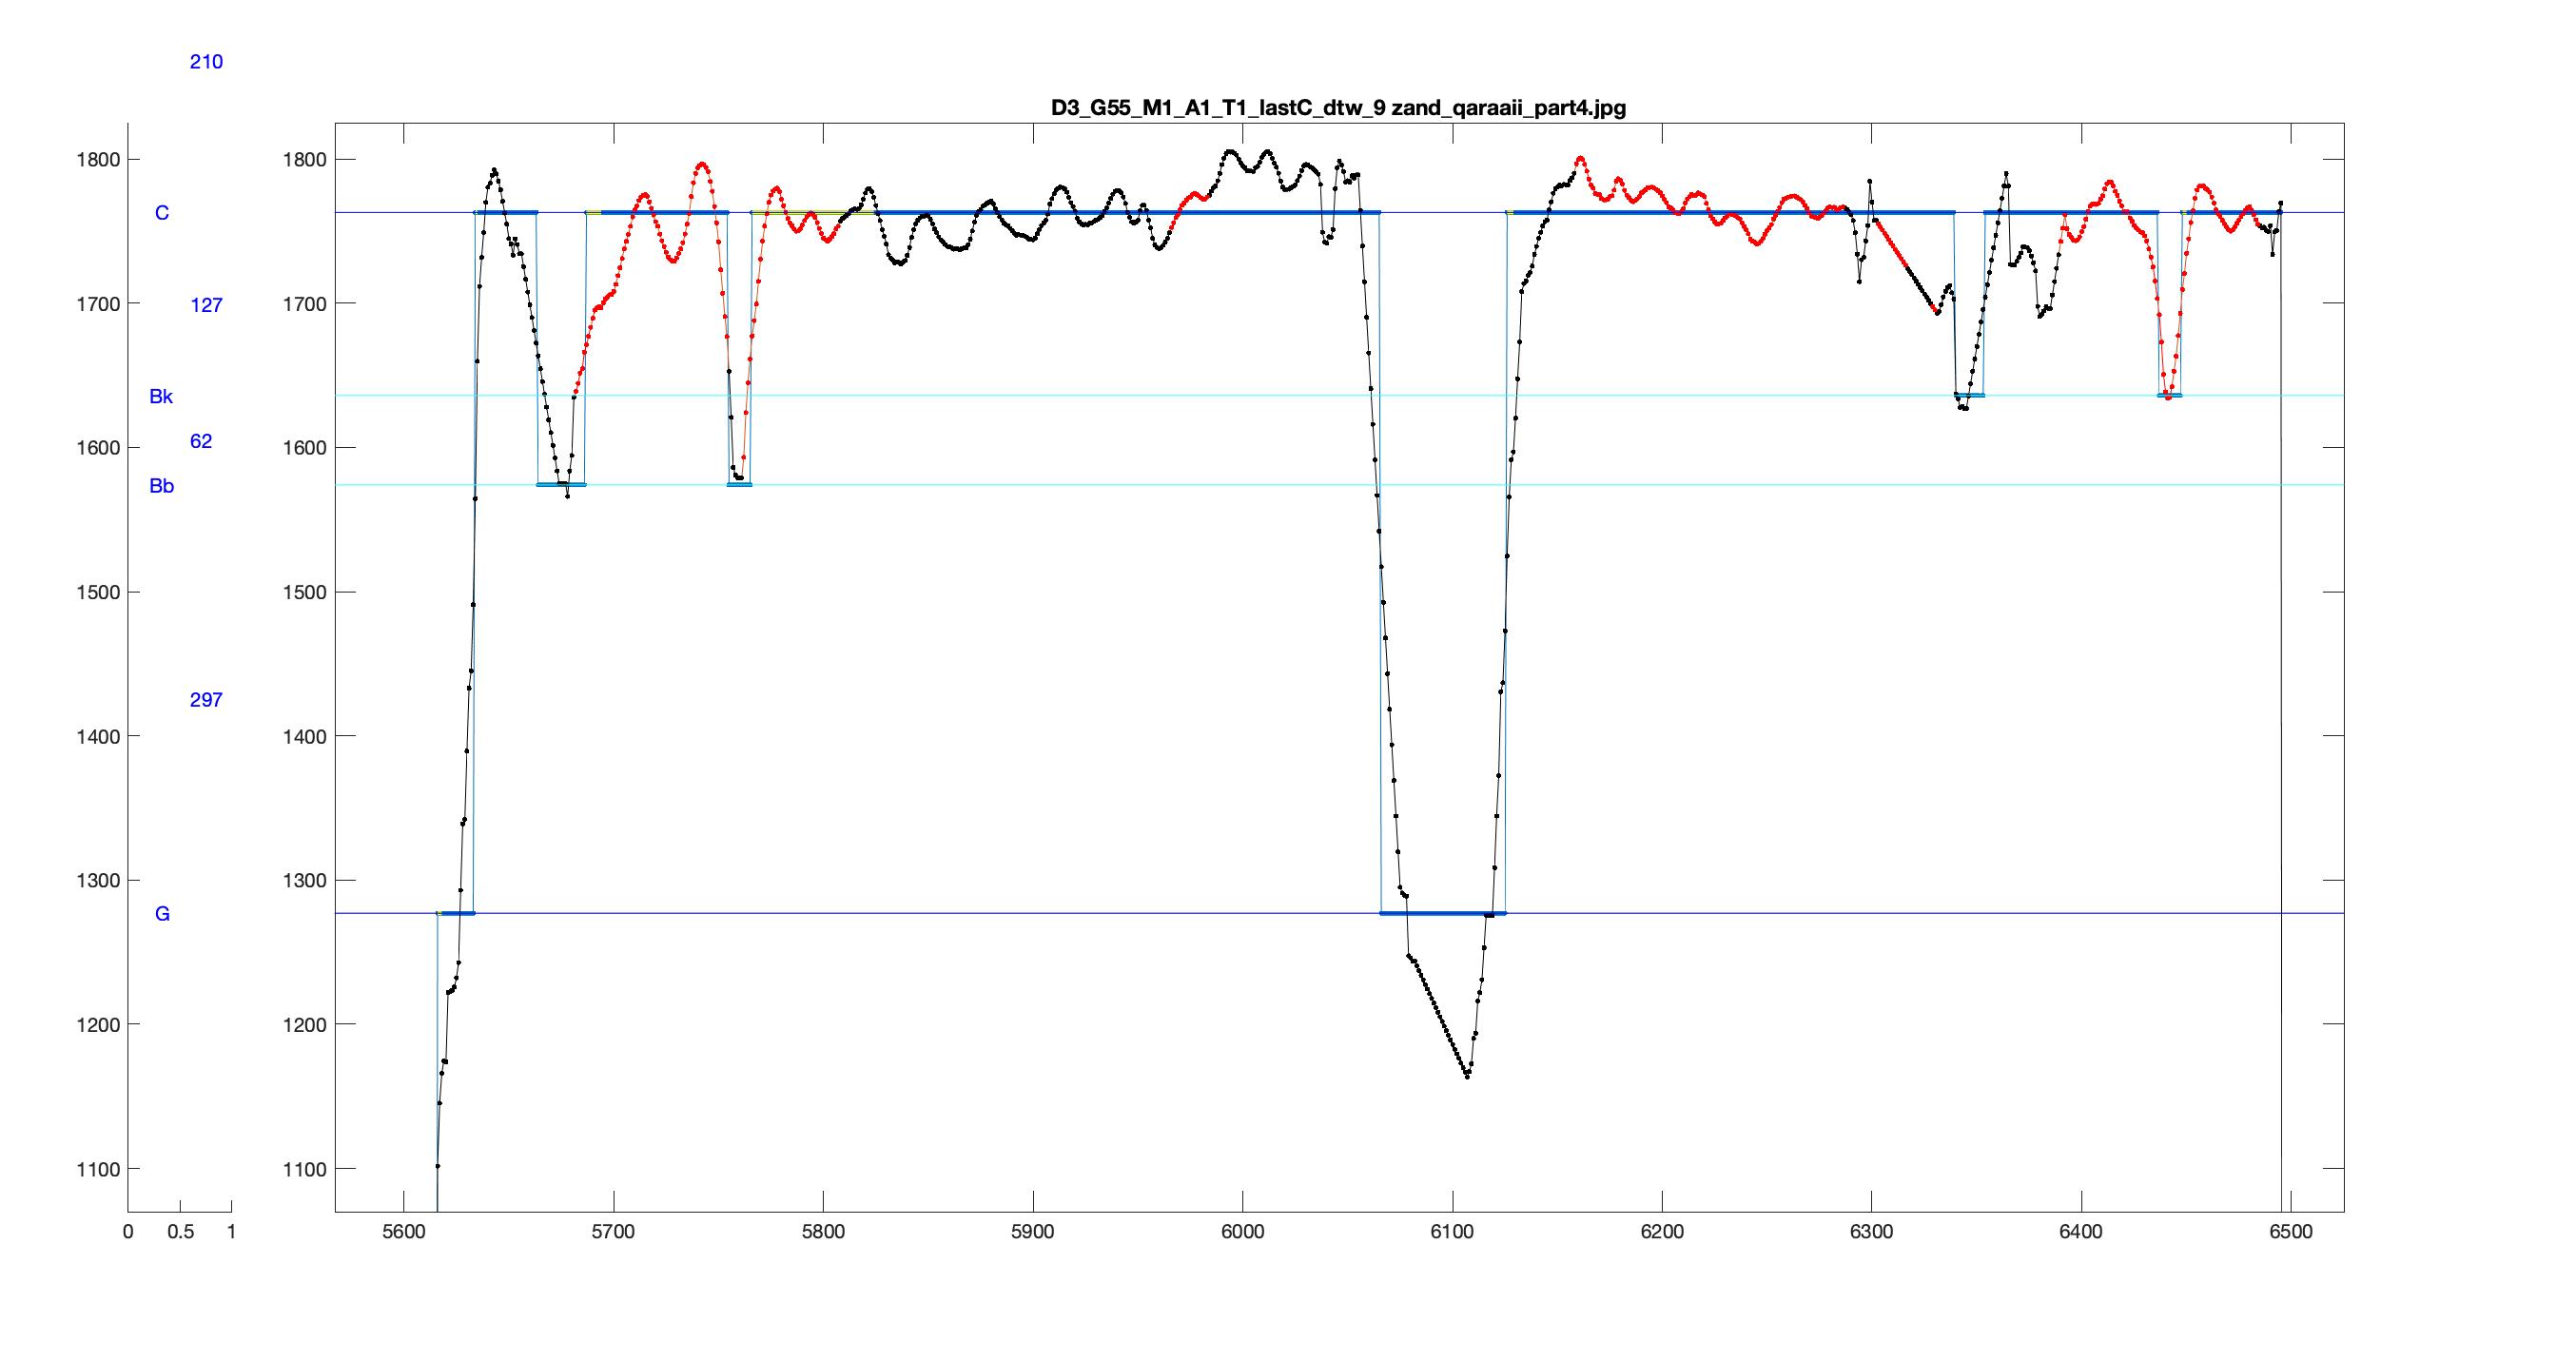 210
D3_G55_M1_A1_T1_lastC_dtw_9 zand_qaraaii_part4.jpg
1800 1800
C
1700 127 1700
Bk
1600 62 1600
Bb
1500 1500
1400 297 1400
1300 1300
G
1200 1200
1100 1100
0 0.5 1 5600 5700 5800 5900 6000 6100 6200 6300 6400 6500